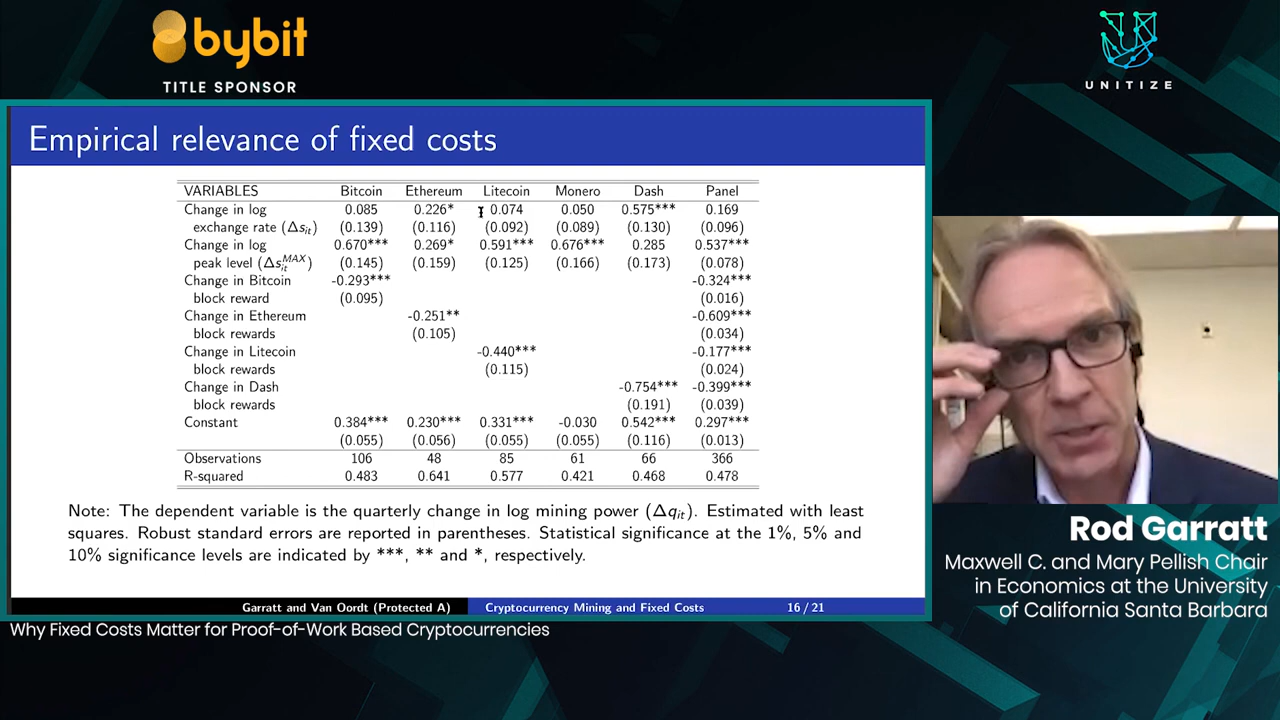 bybit
TITLE SPONSOR
UNITIZE
Empirical relevance of fixed costs
VARIABLES Bitcoin Ethereum Litecoin Monero Dash Panel
Change in log 0.085 0.226* 0.074 0.050 0.575*** 0.169
exchange rate (Δsit) (0.139) (0.116) (0.092) (0.089) (0.130) (0.096)
Change in log 0.670*** 0.269* 0.591*** 0.676*** 0.285 0.537***
peak level (ΔsitMAX) (0.145) (0.159) (0.125) (0.166) (0.173) (0.078)
Change in Bitcoin -0.293*** -0.324***
block reward (0.095) (0.016)
Change in Ethereum -0.251** -0.609***
block rewards (0.105) (0.034)
Change in Litecoin -0.440*** -0.177***
block rewards (0.115) (0.024)
Change in Dash -0.754*** -0.399***
block rewards (0.191) (0.039)
Constant 0.384*** 0.230*** 0.331*** -0.030 0.542*** 0.297***
(0.055) (0.056) (0.055) (0.055) (0.116) (0.013)
Observations 106 48 85 61 66 366
R-squared 0.483 0.641 0.577 0.421 0.468 0.478
Note: The dependent variable is the quarterly change in log mining power (Δqit). Estimated with least
squares. Robust standard errors are reported in parentheses. Statistical significance at the 1%, 5% and
10% significance levels are indicated by ***, ** and *, respectively.
Garratt and Van Oordt (Protected A) Cryptocurrency Mining and Fixed Costs 16 / 21
Rod Garratt
Maxwell C. and Mary Pellish Chair
in Economics at the University
of California Santa Barbara
Why Fixed Costs Matter for Proof-of-Work Based Cryptocurrencies